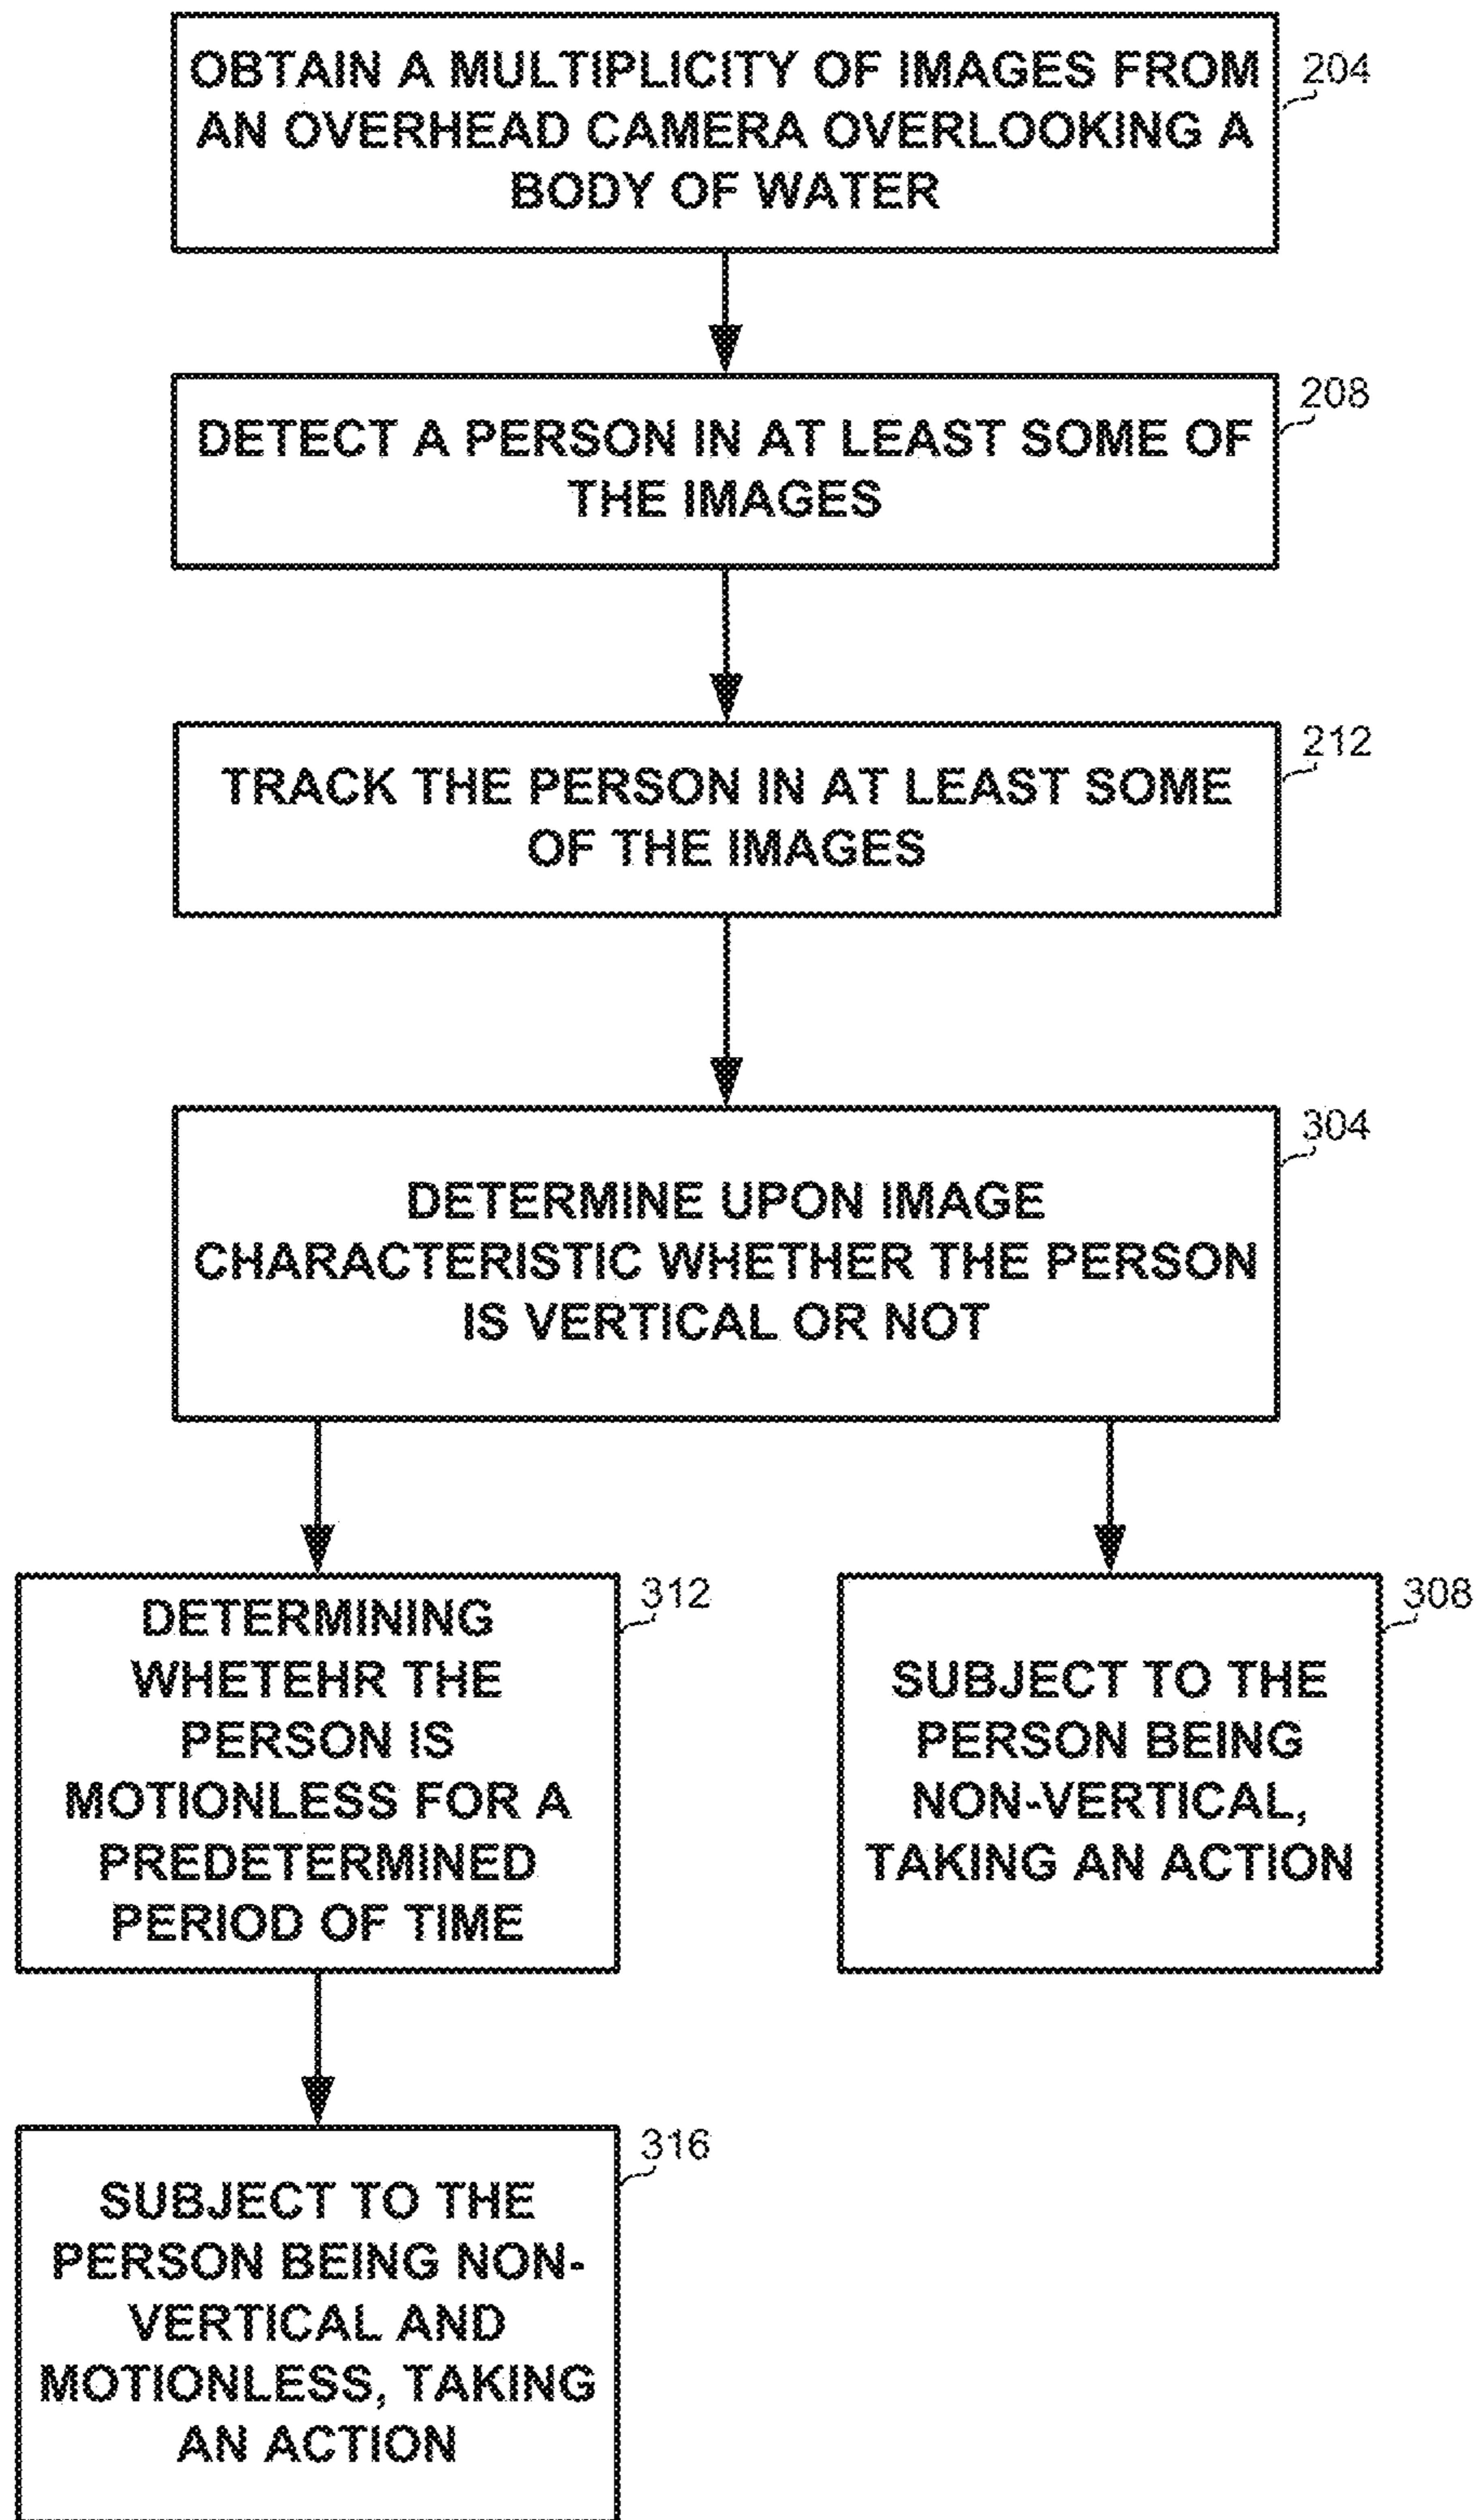 OBTAIN A MULTIPLICITY OF IMAGES FROM
AN OVERHEAD CAMERA OVERLOOKING A
BODY OF WATER
204
DETECT A PERSON IN AT LEAST SOME OF
THE IMAGES
208
TRACK THE PERSON IN AT LEAST SOME
OF THE IMAGES
212
DETERMINE UPON IMAGE
CHARACTERISTIC WHETHER THE PERSON
IS VERTICAL OR NOT
304
DETERMINING
WHETEHR THE
PERSON IS
MOTIONLESS FOR A
PREDETERMINED
PERIOD OF TIME
312
SUBJECT TO THE
PERSON BEING
NON-VERTICAL,
TAKING AN ACTION
308
SUBJECT TO THE
PERSON BEING NON-
VERTICAL AND
MOTIONLESS, TAKING
AN ACTION
316